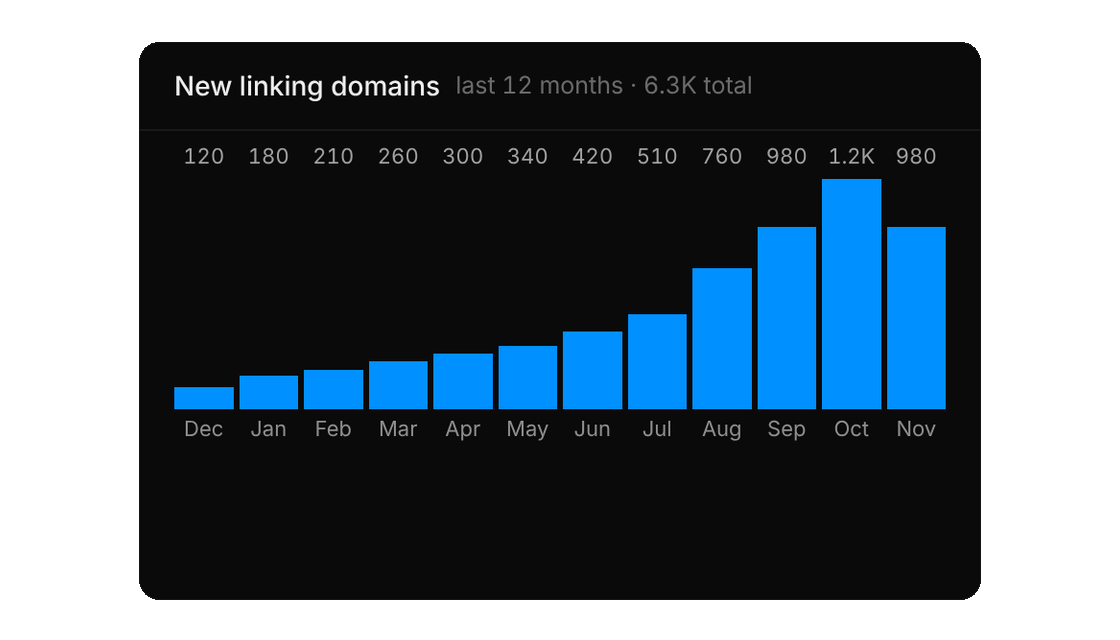 New linking domains last 12 months · 6.3K total
120 180 210 260 300 340 420 510 760 980 1.2K 980
Dec Jan Feb Mar Apr May Jun Jul Aug Sep Oct Nov